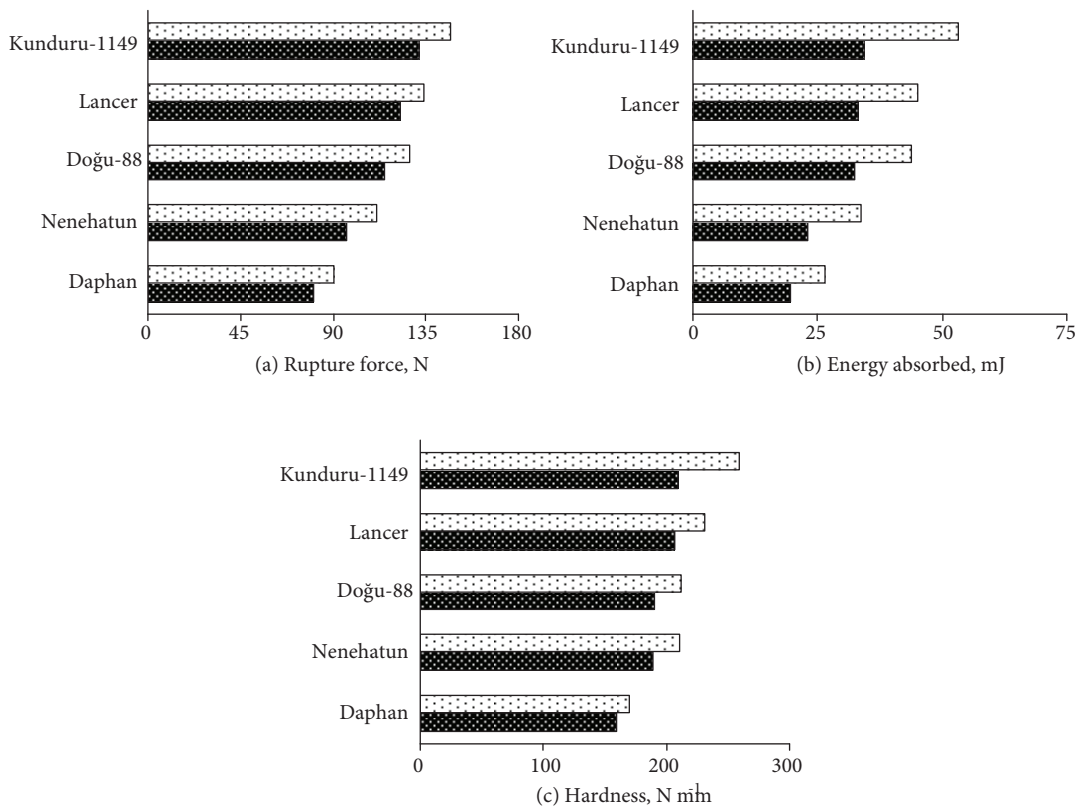 Kunduru-1149
Lancer
Doğu-88
Nenehatun
Daphan
0 45 90 135 180
(a) Rupture force, N
Kunduru-1149
Lancer
Doğu-88
Nenehatun
Daphan
0 25 50 75
(b) Energy absorbed, mJ
Kunduru-1149
Lancer
Doğu-88
Nenehatun
Daphan
0 100 200 300
(c) Hardness, N mm